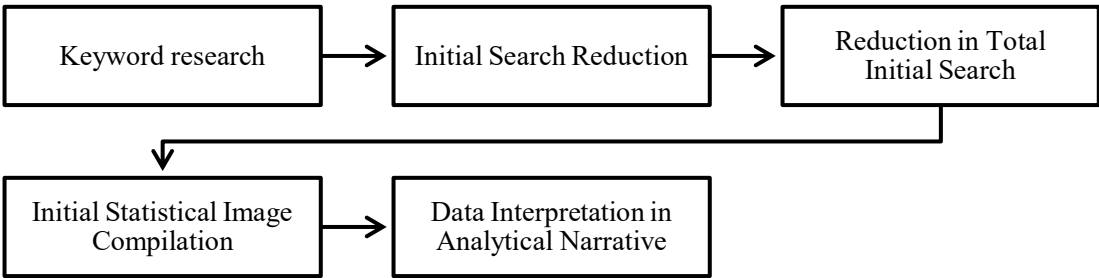 Keyword research
Initial Search Reduction
Reduction in Total
Initial Search
Initial Statistical Image
Compilation
Data Interpretation in
Analytical Narrative